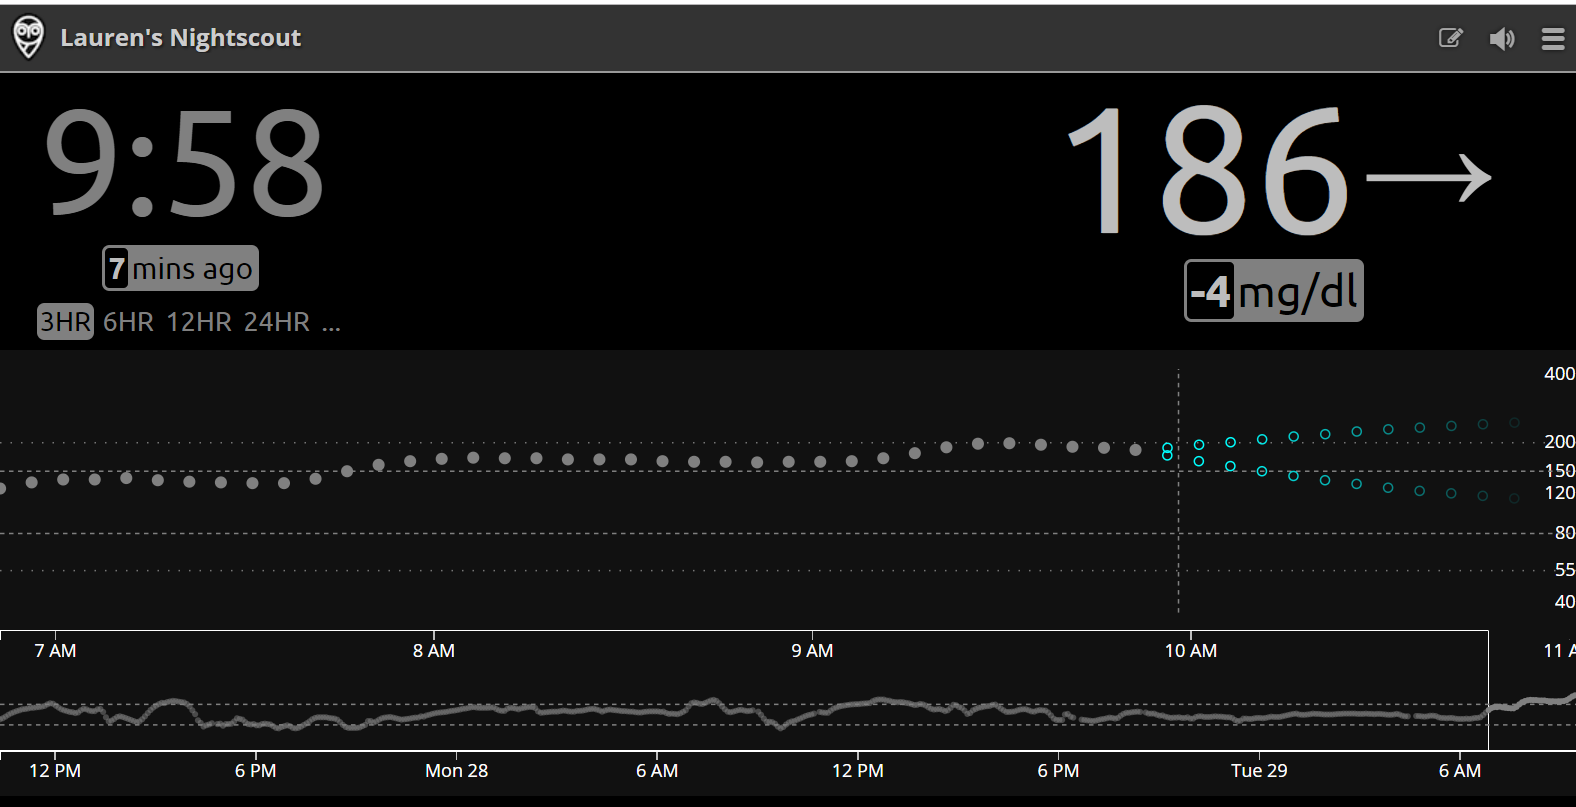 Lauren's Nightscout
9:58
186→
7 mins ago
-4 mg/dl
3HR 6HR 12HR 24HR ...
400
200
150
120
80
55
40
7 AM 8 AM 9 AM 10 AM 11 A
12 PM 6 PM Mon 28 6 AM 12 PM 6 PM Tue 29 6 AM